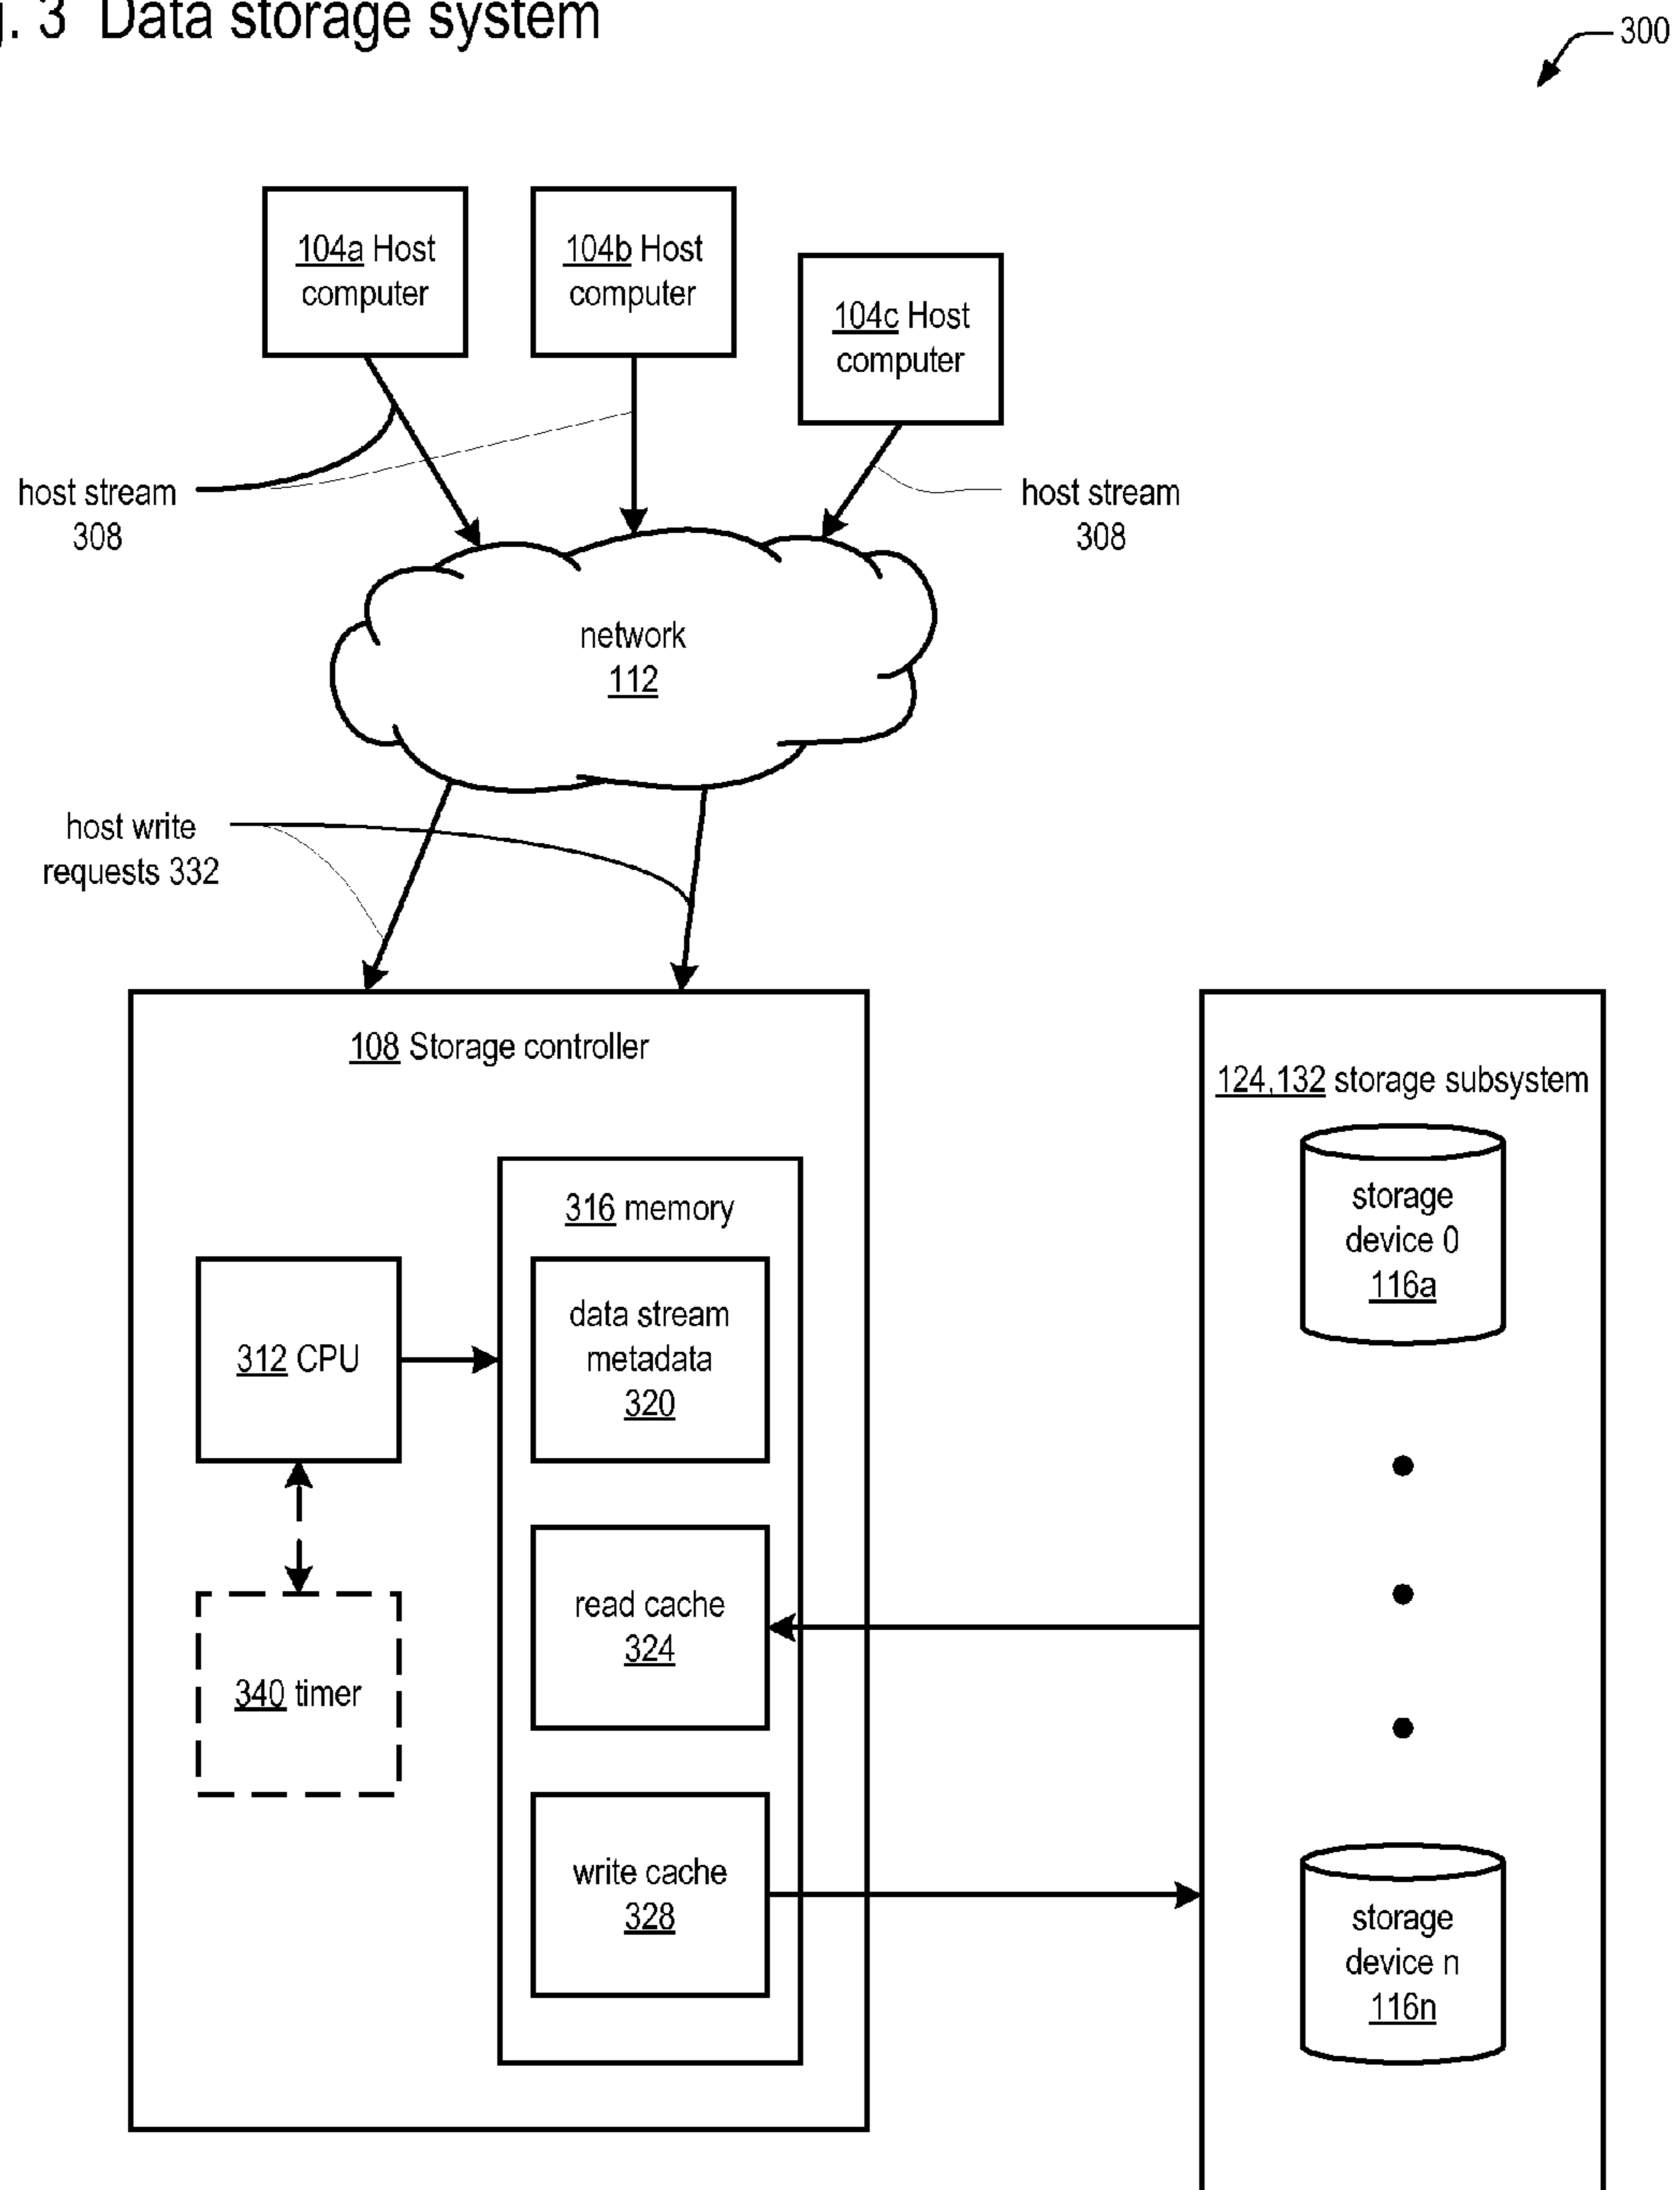 . 3 Data storage system
300
104a Host
computer
104b Host
computer
104c Host
computer
host stream
308
host stream
308
network
112
host write
requests 332
108 Storage controller
124,132 storage subsystem
316 memory
storage
device 0
116a
312 CPU
data stream
metadata
320
read cache
324
340 timer
write cache
328
storage
device n
116n